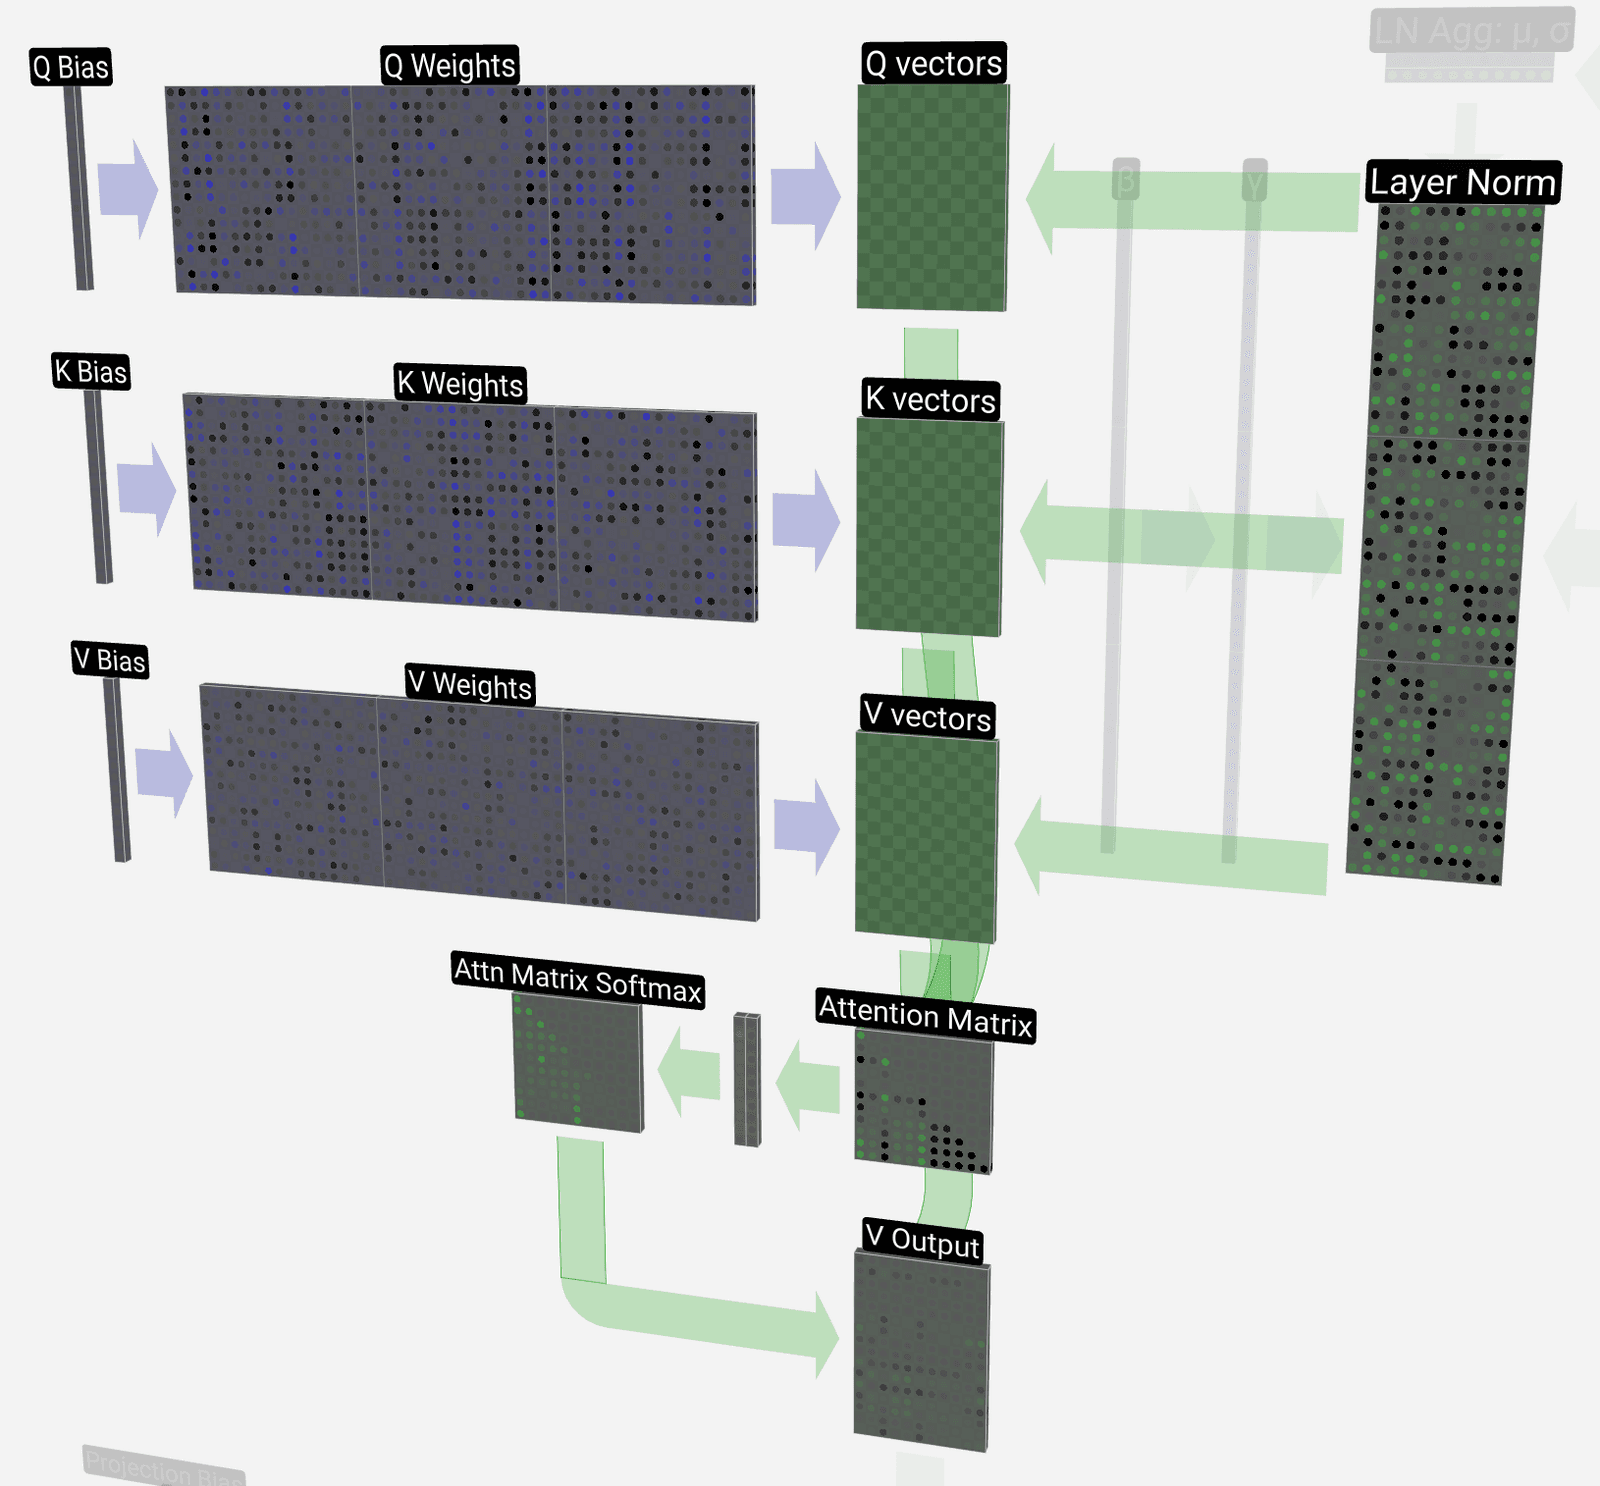 LN Agg: μ, σ
Q Bias
Q Weights
Q vectors
β
γ
Layer Norm
K Bias
K Weights
K vectors
V Bias
V Weights
V vectors
Attn Matrix Softmax
Attention Matrix
V Output
Projection Bias